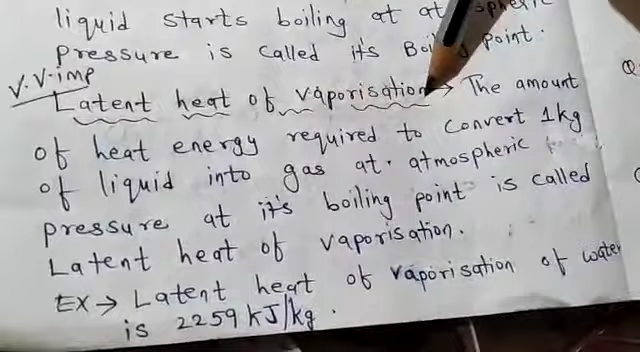 liquid starts boiling at
pressure is called it's Point.
V.V.imp
Latent heat of vaporisation → The amount
of heat energy required to convert 1kg
of liquid into gas at atmospheric
pressure at it's boiling point is called
Latent heat of vaporisation.
EX → Latent heat of vaporisation of water
is 2259 kJ/kg.